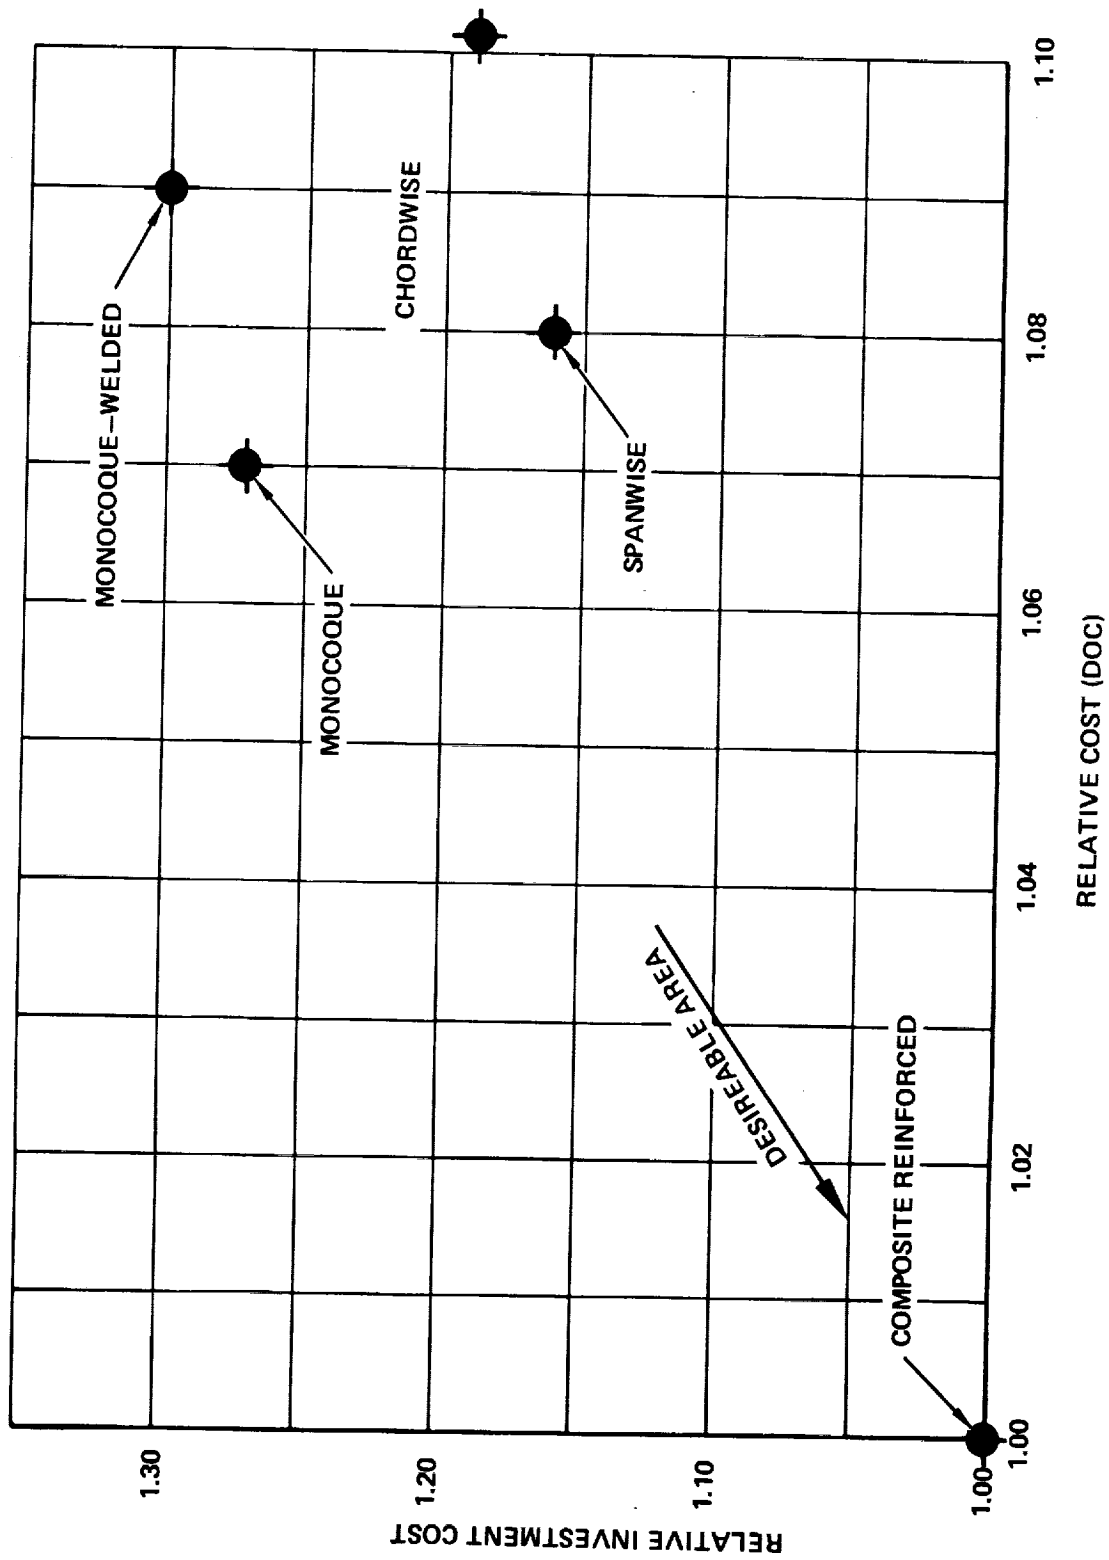 MONOCOQUE-WELDED
MONOCOQUE
CHORDWISE
SPANWISE
DESIREABLE AREA
COMPOSITE REINFORCED
RELATIVE INVESTMENT COST
1.30
1.20
1.10
1.00
1.00
1.02
1.04
1.06
1.08
1.10
RELATIVE COST (DOC)